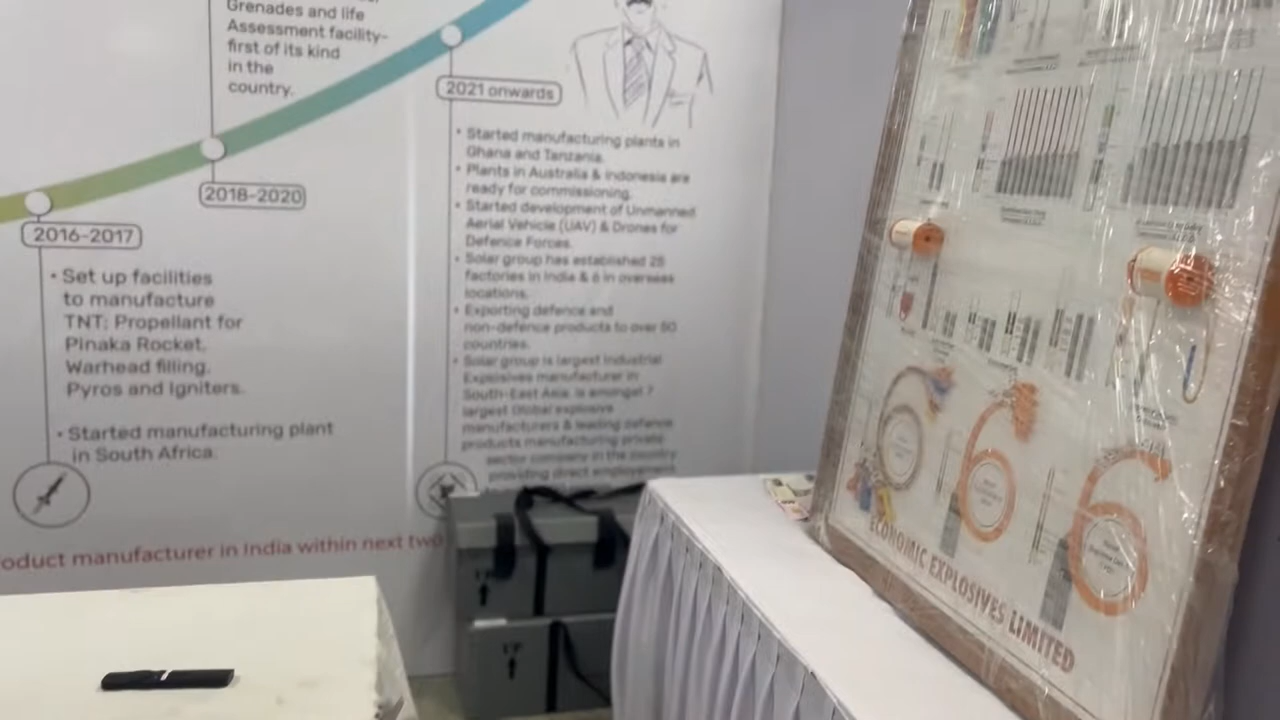 Grenades and life
Assessment facility-
first of its kind
in the
country.
2018-2020
2016-2017
• Set up facilities
to manufacture
TNT; Propellant for
Pinaka Rocket,
Warhead filling,
Pyros and Igniters.
• Started manufacturing plant
in South Africa.
2021 onwards
• Started manufacturing plants in
Ghana and Tanzania.
• Plants in Australia & Indonesia are
ready for commissioning.
• Started development of Unmanned
Aerial Vehicle (UAV) & Drones for
Defence Forces.
• Solar group has established 25
factories in India & 6 in overseas
locations.
• Exporting defence and
non-defence products to over 50
countries.
• Solar group is largest Industrial
Explosives manufacturer in
South-East Asia, is amongst 7
largest Global explosive
manufacturers & leading defence
products manufacturing private
sector company in the country
providing direct employment
oduct manufacturer in India within next two
ECONOMIC EXPLOSIVES LIMITED